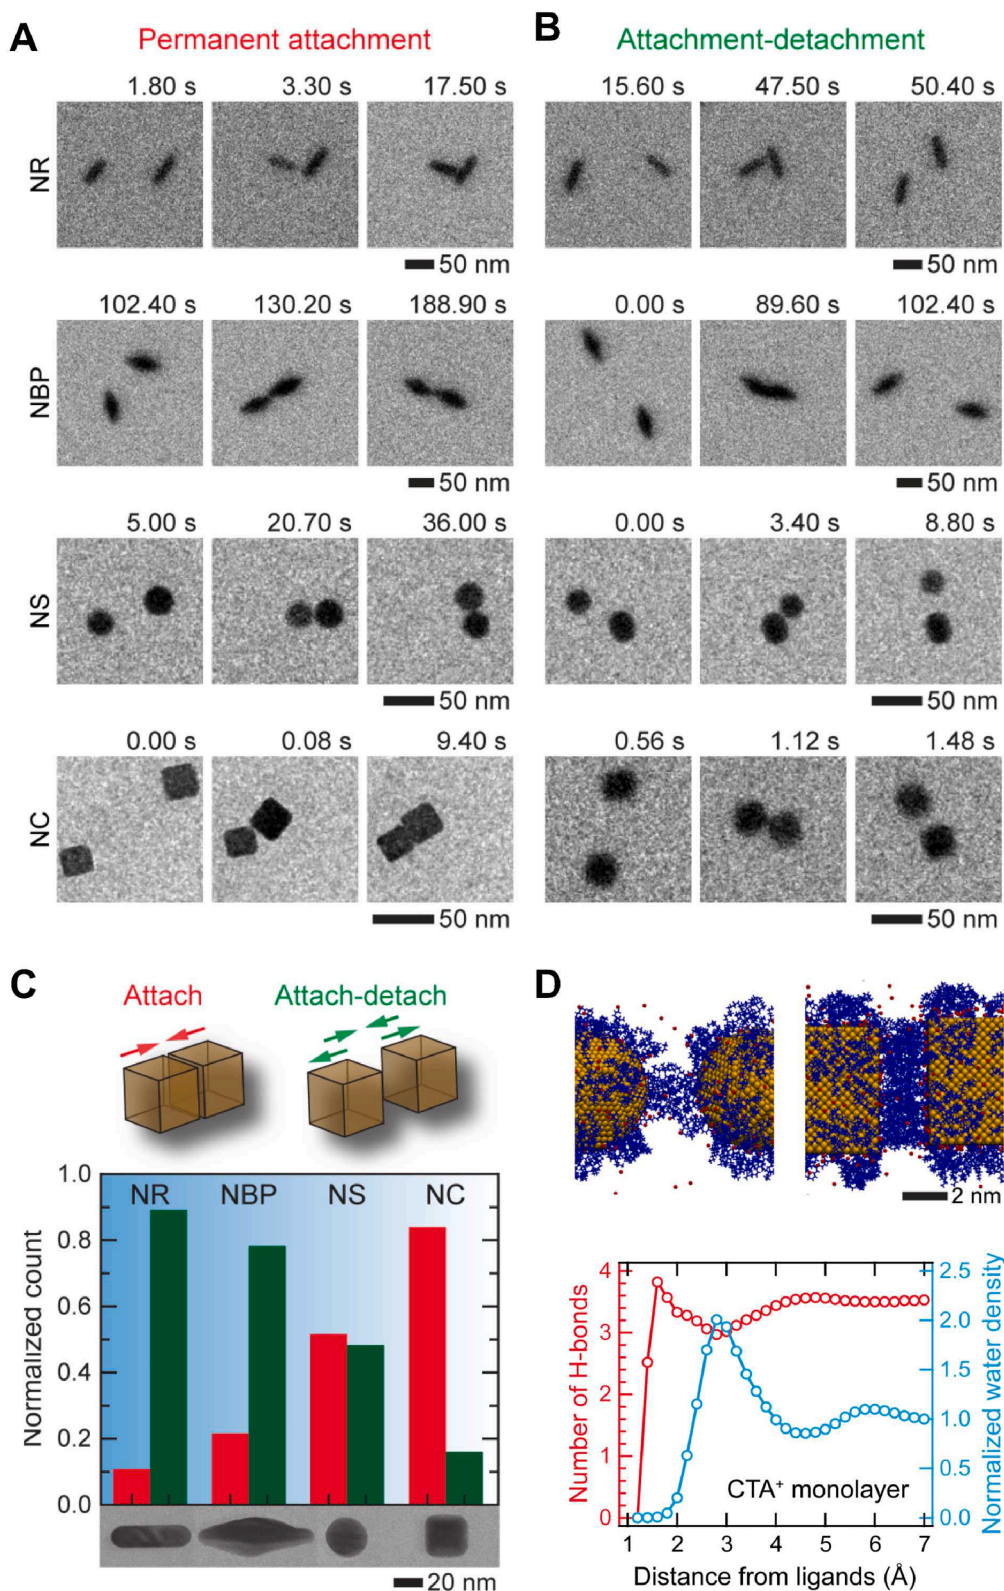 A Permanent attachment
B Attachment-detachment
1.80 s 3.30 s 17.50 s
15.60 s 47.50 s 50.40 s
NR
50 nm
50 nm
102.40 s 130.20 s 188.90 s
0.00 s 89.60 s 102.40 s
NBP
50 nm
50 nm
5.00 s 20.70 s 36.00 s
0.00 s 3.40 s 8.80 s
NS
50 nm
50 nm
0.00 s 0.08 s 9.40 s
0.56 s 1.12 s 1.48 s
NC
50 nm
50 nm
C
Attach Attach-detach
1.0
0.8
0.6
0.4
0.2
0.0
Normalized count
NR NBP NS NC
20 nm
D
2 nm
4
3
2
1
0
Number of H-bonds
2.5
2.0
1.5
1.0
0.5
0.0
Normalized water density
CTA⁺ monolayer
1 2 3 4 5 6 7
Distance from ligands (Å)